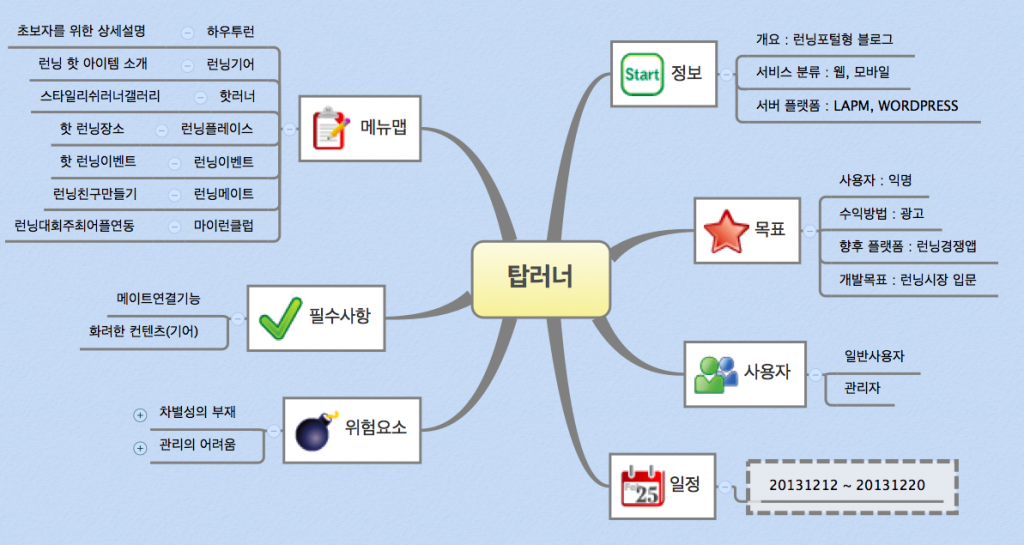 탑러너
Start
정보
개요 : 런닝포털형 블로그
서비스 분류 : 웹, 모바일
서버 플랫폼 : LAPM, WORDPRESS
목표
사용자 : 익명
수익방법 : 광고
향후 플랫폼 : 런닝경쟁앱
개발목표 : 런닝시장 입문
사용자
일반사용자
관리자
25
일정
20131212 ~ 20131220
메뉴맵
초보자를 위한 상세설명 하우투런
런닝 핫 아이템 소개 런닝기어
스타일리쉬러너갤러리 핫러너
핫 런닝장소 런닝플레이스
핫 런닝이벤트 런닝이벤트
런닝친구만들기 런닝메이트
런닝대회주최어플연동 마이런클럽
필수사항
메이트연결기능
화려한 컨텐츠(기어)
위험요소
차별성의 부재
관리의 어려움